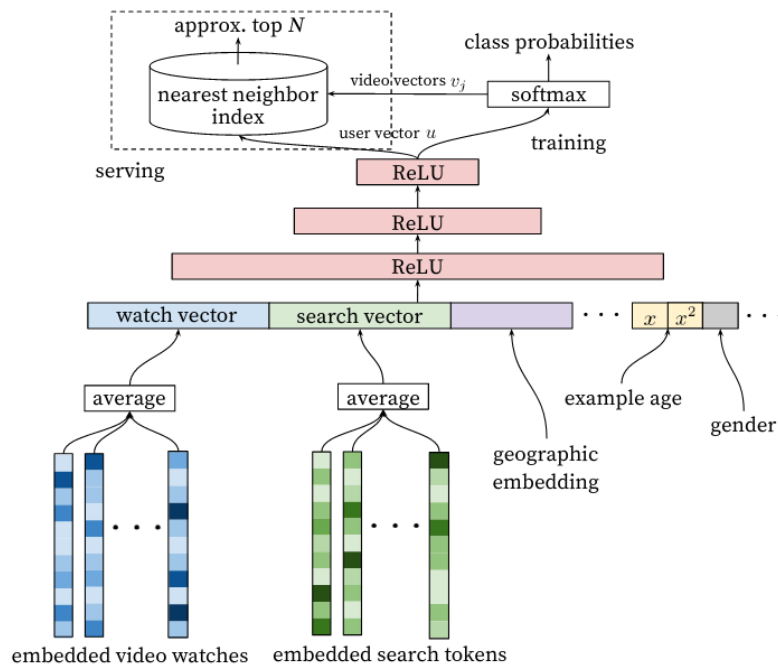 approx. top N
class probabilities
nearest neighbor
index
video vectors v_j
softmax
user vector u
training
serving
ReLU
ReLU
ReLU
watch vector
search vector
. . .
x
x²
. . .
average
average
example age
gender
geographic
embedding
. . .
. . .
embedded video watches
embedded search tokens